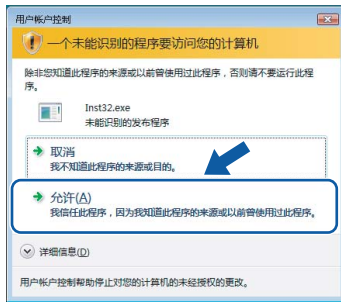 用户帐户控制
一个未能识别的程序要访问您的计算机
除非您知道此程序的来源或以前曾使用过此程序，否则请不要运行此程
序。
Inst32.exe
未能识别的发布程序
取消
我不知道此程序的来源或目的。
允许(A)
我信任此程序，因为我知道此程序的来源或以前曾使用过此程序。
详细信息(D)
用户帐户控制帮助停止对您的计算机的未经授权的更改。